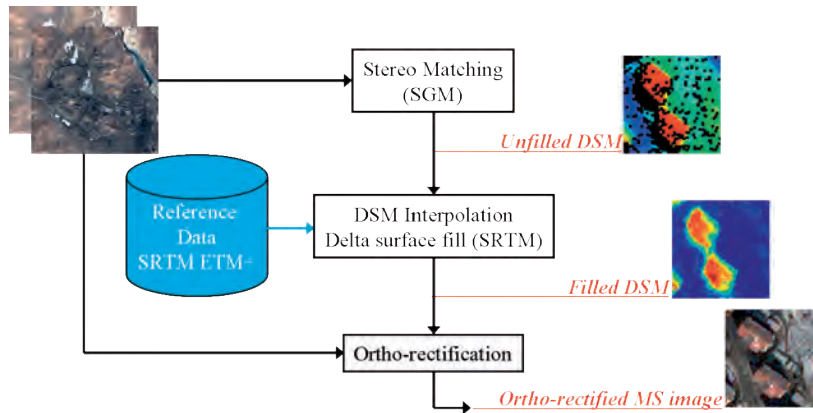 Stereo Matching
(SGM)
Unfilled DSM
Reference
Data
SRTM ETM+
DSM Interpolation
Delta surface fill (SRTM)
Filled DSM
Ortho-rectification
Ortho-rectified MS image